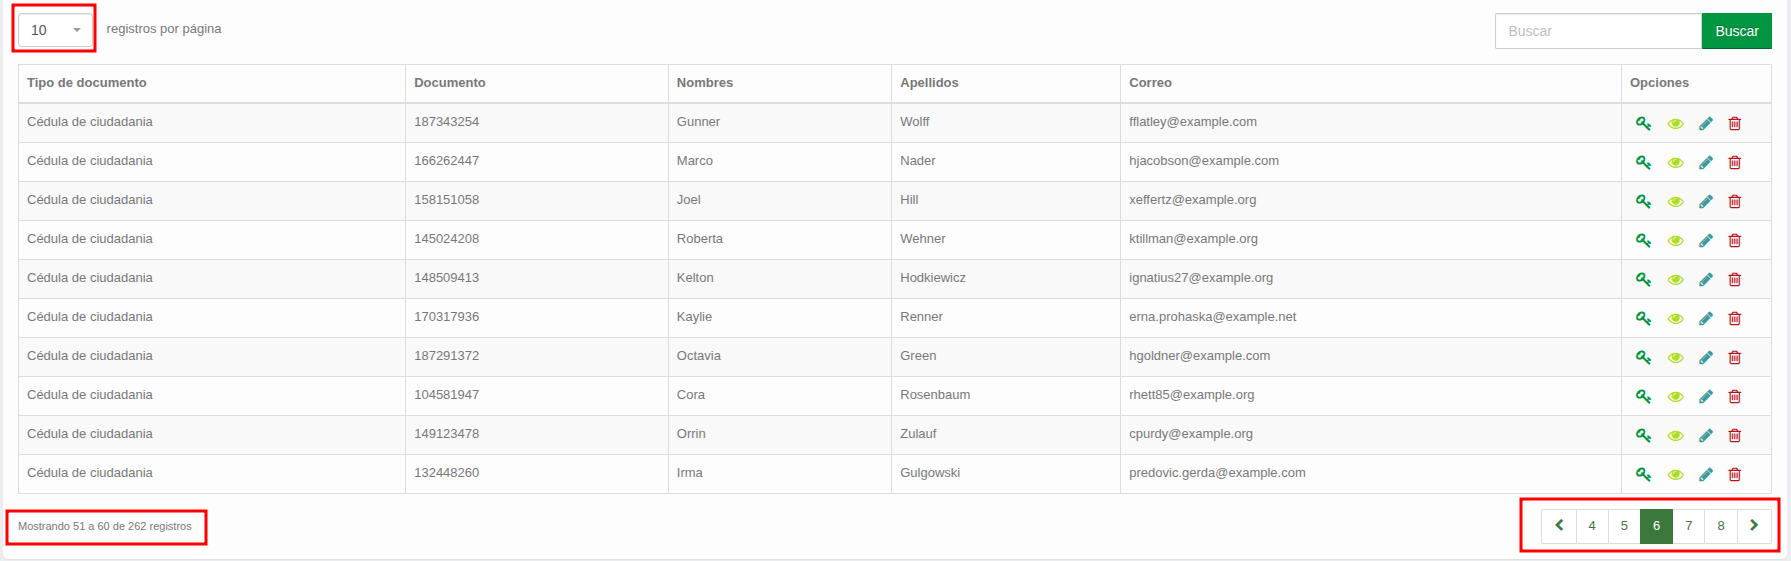 10 registros por página Buscar Buscar
Tipo de documento Documento Nombres Apellidos Correo Opciones
Cédula de ciudadania 187343254 Gunner Wolff fflatley@example.com
Cédula de ciudadania 166262447 Marco Nader hjacobson@example.com
Cédula de ciudadania 158151058 Joel Hill xeffertz@example.org
Cédula de ciudadania 145024208 Roberta Wehner ktillman@example.org
Cédula de ciudadania 148509413 Kelton Hodkiewicz ignatius27@example.org
Cédula de ciudadania 170317936 Kaylie Renner erna.prohaska@example.net
Cédula de ciudadania 187291372 Octavia Green hgoldner@example.com
Cédula de ciudadania 104581947 Cora Rosenbaum rhett85@example.org
Cédula de ciudadania 149123478 Orrin Zulauf cpurdy@example.org
Cédula de ciudadania 132448260 Irma Gulgowski predovic.gerda@example.com
Mostrando 51 a 60 de 262 registros 4 5 6 7 8